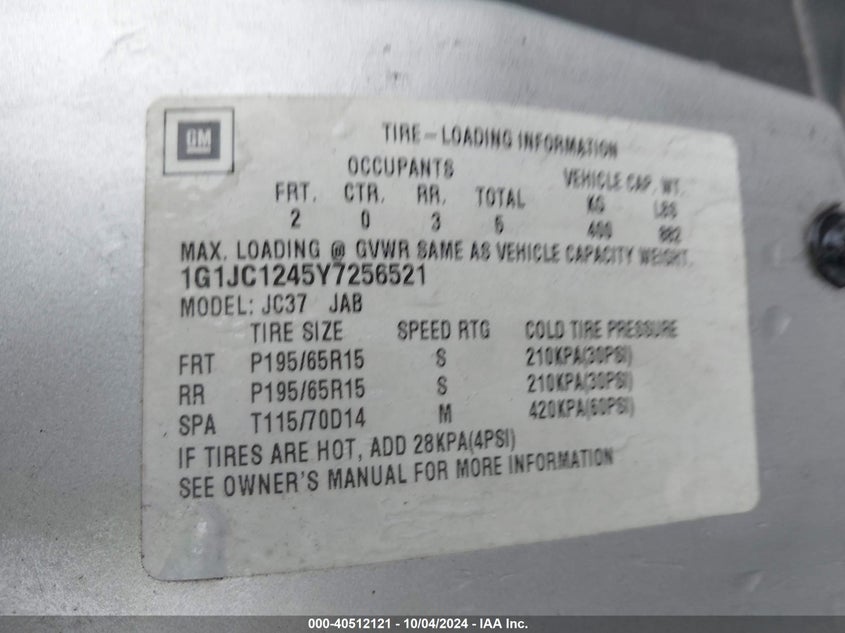 GM
TIRE-LOADING INFORMATION
OCCUPANTS VEHICLE CAP. WT.
FRT. CTR. RR. TOTAL KG LBS
2 0 3 5 400 882
MAX. LOADING @ GVWR SAME AS VEHICLE CAPACITY WEIGHT.
1G1JC1245Y7256521
MODEL: JC37 JAB
TIRE SIZE SPEED RTG COLD TIRE PRESSURE
FRT P195/65R15 S 210KPA(30PSI)
RR P195/65R15 S 210KPA(30PSI)
SPA T115/70D14 M 420KPA(60PSI)
IF TIRES ARE HOT, ADD 28KPA(4PSI)
SEE OWNER'S MANUAL FOR MORE INFORMATION
000-40512121 - 10/04/2024 - IAA Inc.